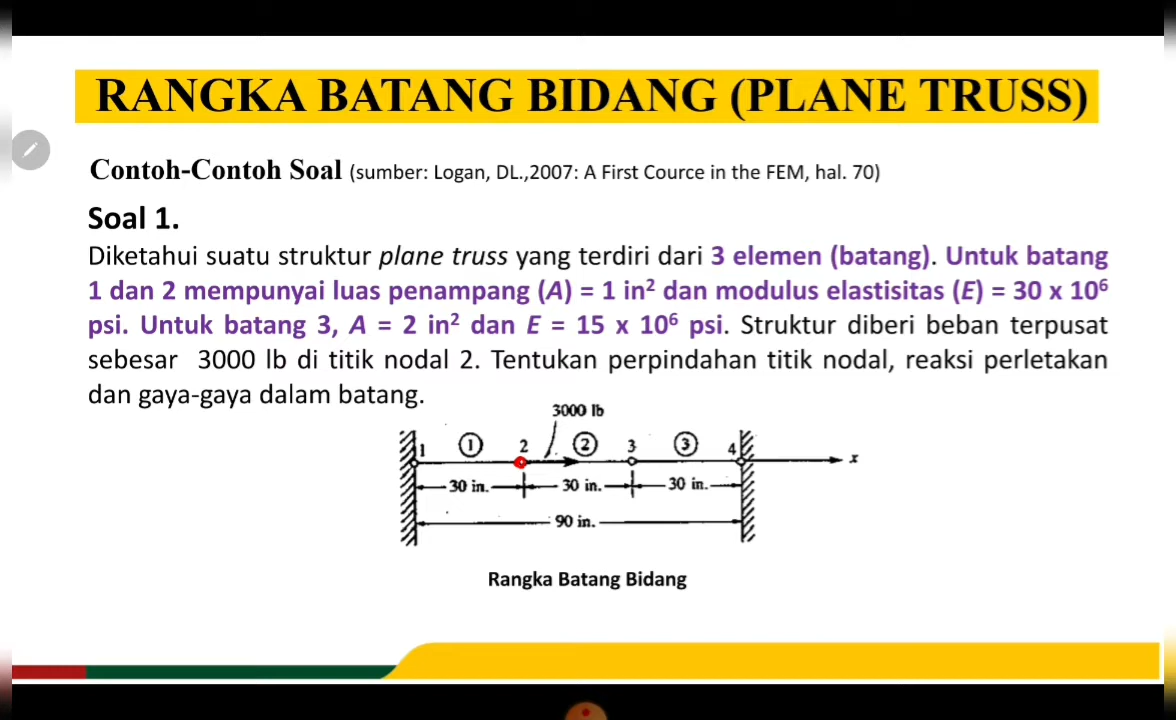 RANGKA BATANG BIDANG (PLANE TRUSS)
Contoh-Contoh Soal (sumber: Logan, DL.,2007: A First Cource in the FEM, hal. 70)
Soal 1.
Diketahui suatu struktur plane truss yang terdiri dari 3 elemen (batang). Untuk batang
1 dan 2 mempunyai luas penampang (A) = 1 in² dan modulus elastisitas (E) = 30 x 10⁶
psi. Untuk batang 3, A = 2 in² dan E = 15 x 10⁶ psi. Struktur diberi beban terpusat
sebesar 3000 lb di titik nodal 2. Tentukan perpindahan titik nodal, reaksi perletakan
dan gaya-gaya dalam batang.
3000 lb
1 ① 2 ② 3 ③ 4
x
30 in. 30 in. 30 in.
90 in.
Rangka Batang Bidang